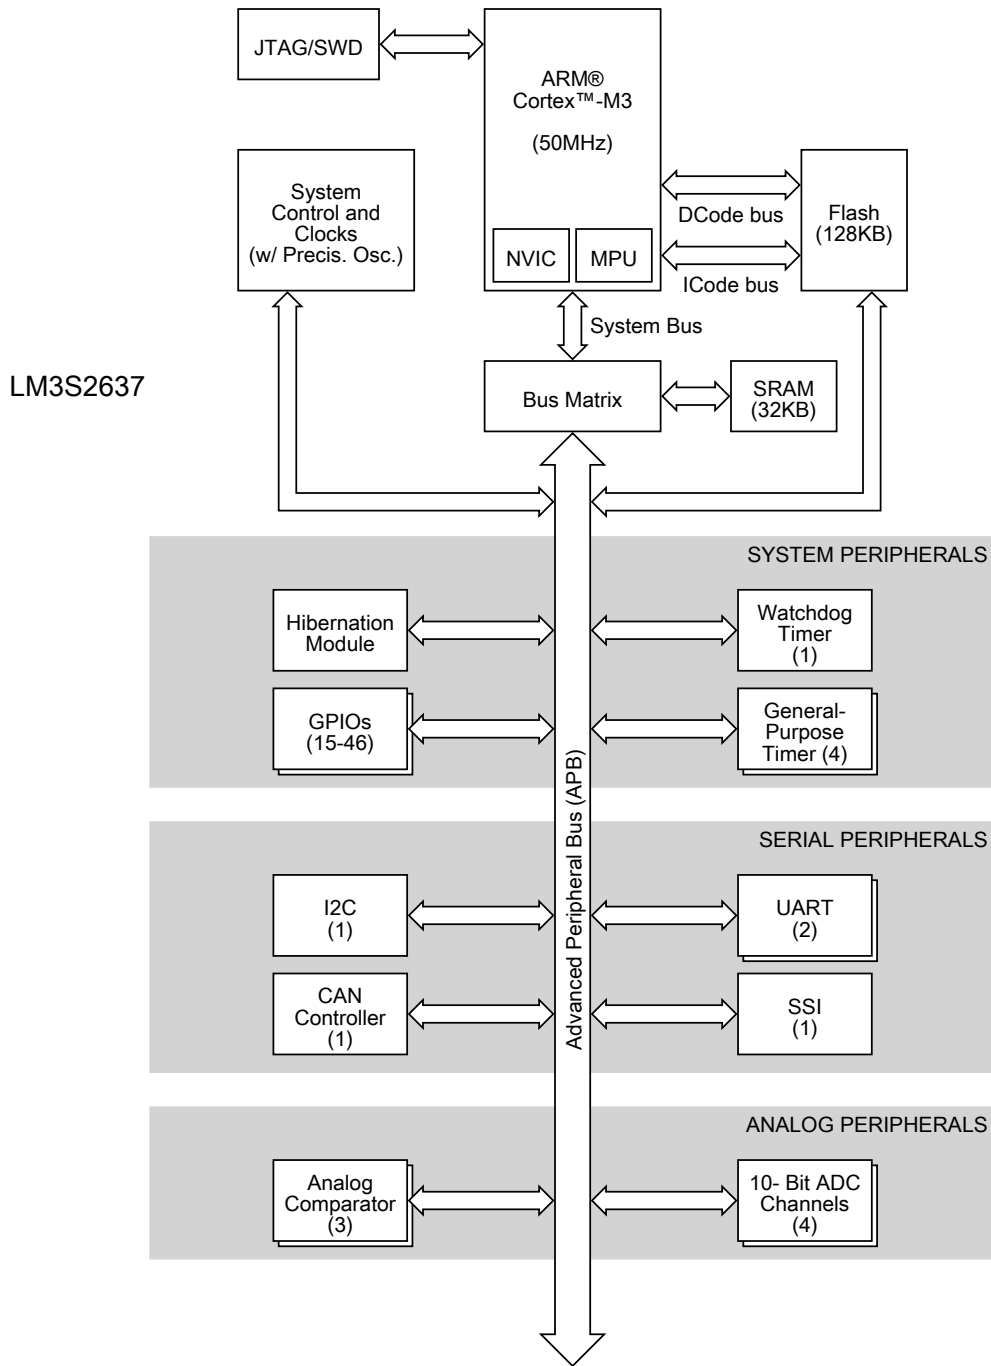 JTAG/SWD
ARM®
Cortex™-M3
(50MHz)
System
Control and
Clocks
(w/ Precis. Osc.)
DCode bus
Flash
(128KB)
NVIC
MPU
ICode bus
System Bus
LM3S2637
Bus Matrix
SRAM
(32KB)
SYSTEM PERIPHERALS
Hibernation
Module
Watchdog
Timer
(1)
GPIOs
(15-46)
General-
Purpose
Timer (4)
Advanced Peripheral Bus (APB)
SERIAL PERIPHERALS
I2C
(1)
UART
(2)
CAN
Controller
(1)
SSI
(1)
ANALOG PERIPHERALS
Analog
Comparator
(3)
10- Bit ADC
Channels
(4)